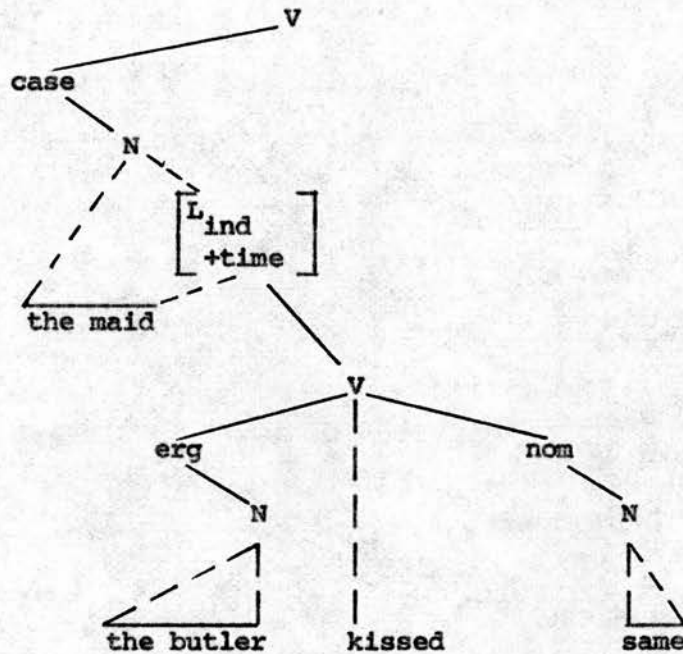 V
case
N
L
ind
+time
the maid
V
erg nom
N N
the butler kissed same